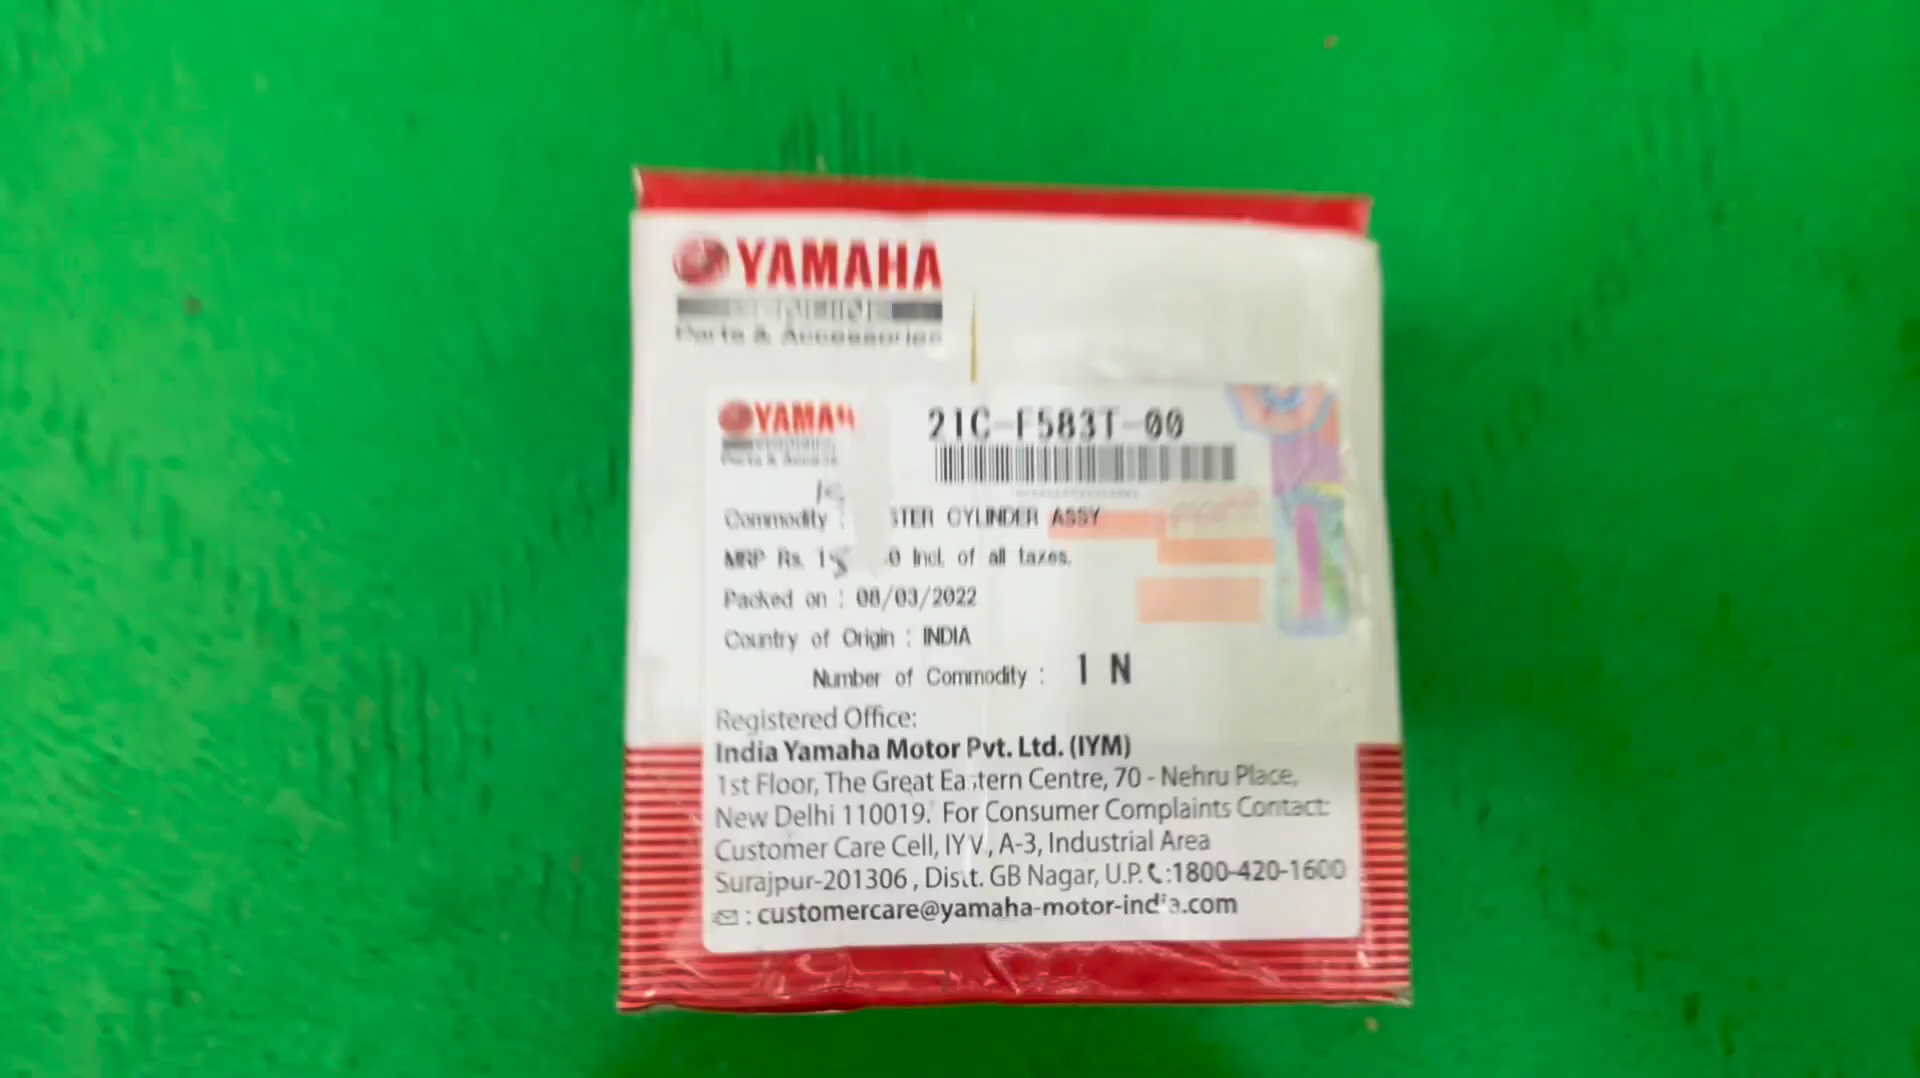 YAMAHA
Parts & Accessories
YAMAH
21C-F583T-00
Commodity : STER CYLINDER ASSY
MRP Rs. 0 Incl. of all taxes.
Packed on : 08/03/2022
Country of Origin : INDIA
Number of Commodity : 1 N
Registered Office:
India Yamaha Motor Pvt. Ltd. (IYM)
1st Floor, The Great Eastern Centre, 70 - Nehru Place,
New Delhi 110019. For Consumer Complaints Contact:
Customer Care Cell, A-3, Industrial Area
Surajpur-201306 , Distt. GB Nagar, U.P. :1800-420-1600
: customercare@yamaha-motor-india.com